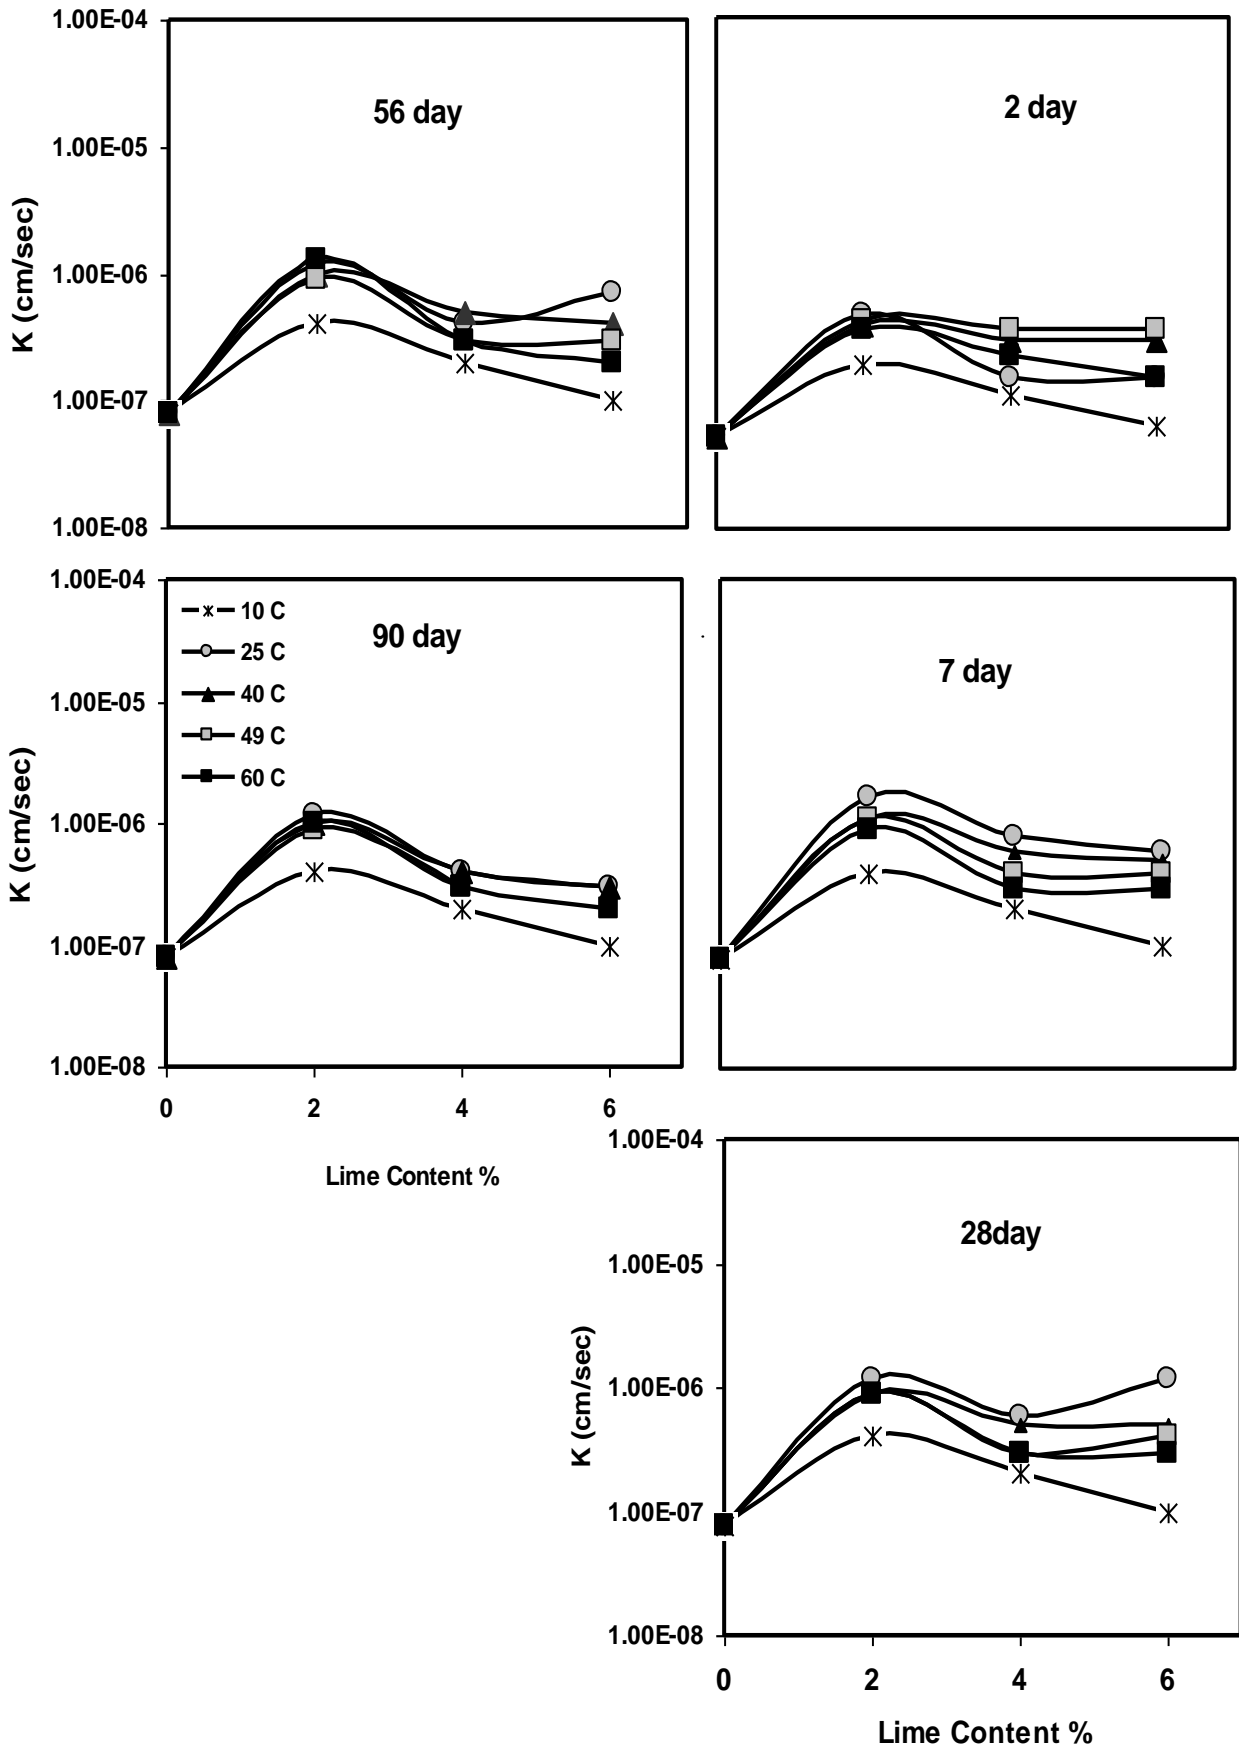 1.00E-04
56 day
2 day
1.00E-05
K (cm/sec)
1.00E-06
1.00E-07
1.00E-08
1.00E-04
10 C
90 day
25 C
7 day
40 C
1.00E-05
49 C
60 C
K (cm/sec)
1.00E-06
1.00E-07
1.00E-08
0 2 4 6
Lime Content %
1.00E-04
28day
1.00E-05
K (cm/sec)
1.00E-06
1.00E-07
1.00E-08
0 2 4 6
Lime Content %